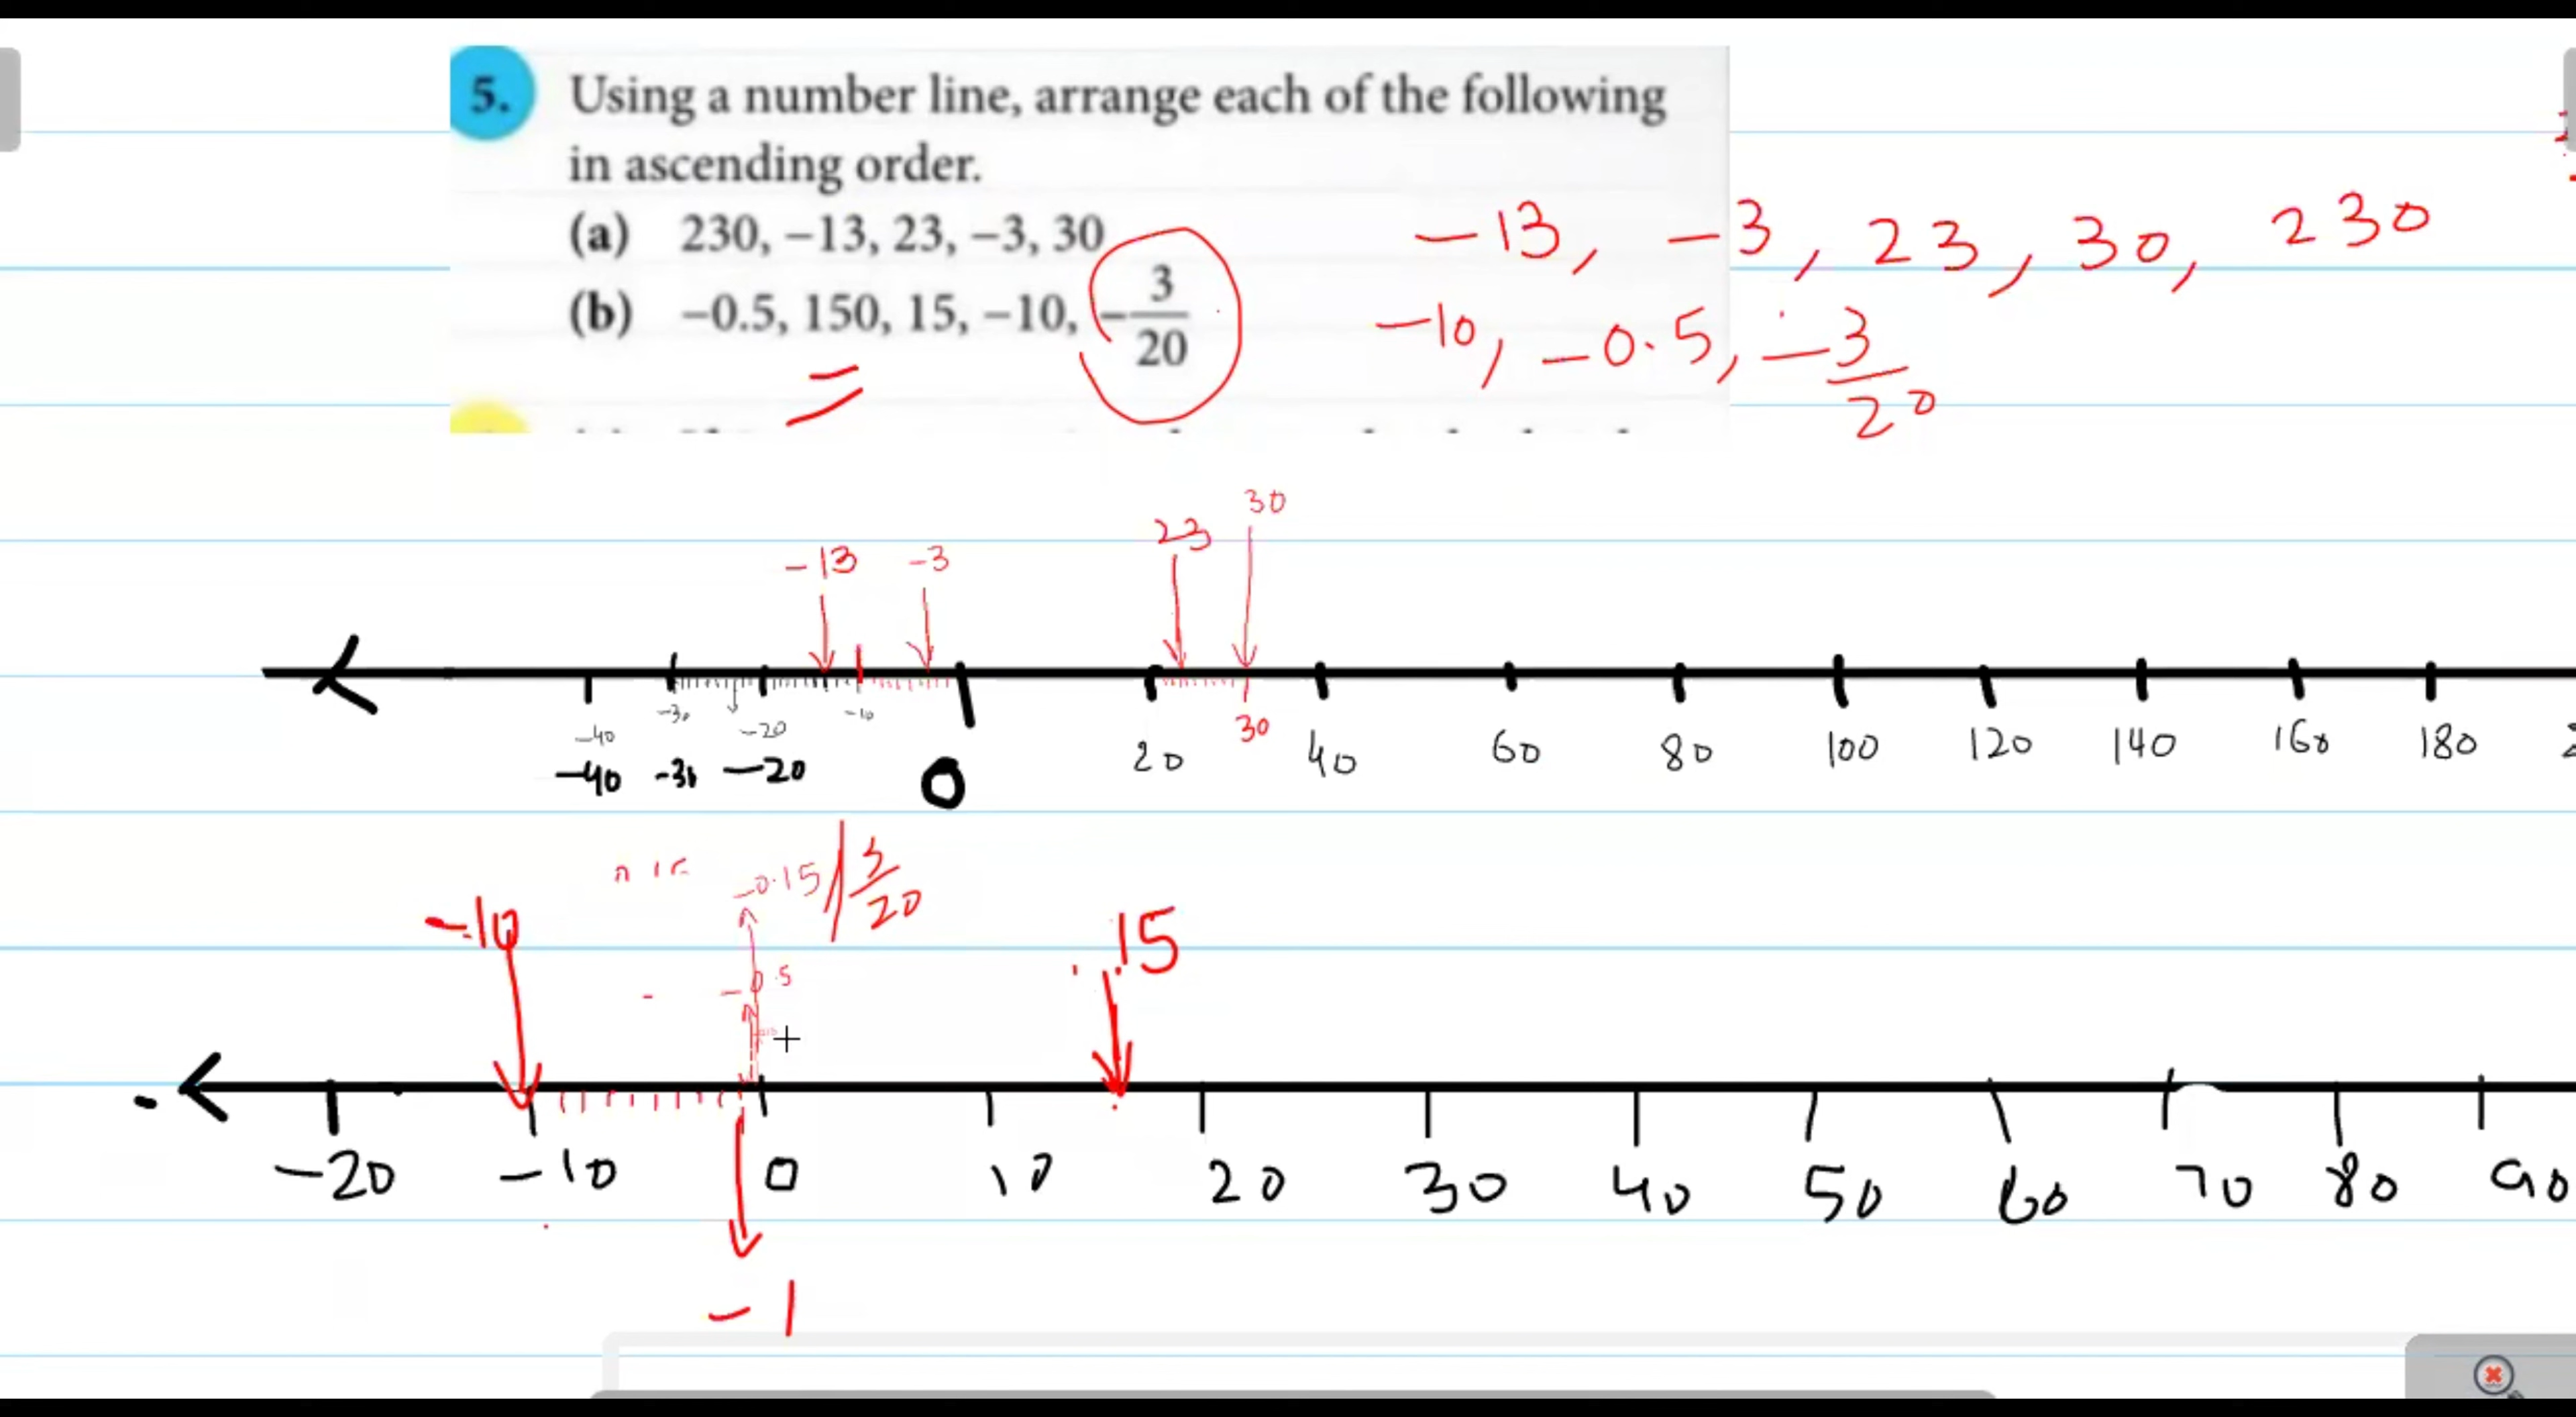 5. Using a number line, arrange each of the following
in ascending order.
(a) 230, −13, 23, −3, 30
−13, −3, 23, 30, 230
(b) −0.5, 150, 15, −10, −3/20
−10, −0.5, −3/20
30
23
−13 −3
−40 −30 −20 −10 30
−40 −30 −20 0 20 40 60 80 100 120 140 160 180
−0.15 / 3/20
−10 15
−0.5
−20 −10 0 10 20 30 40 50 60 70 80 90
−1